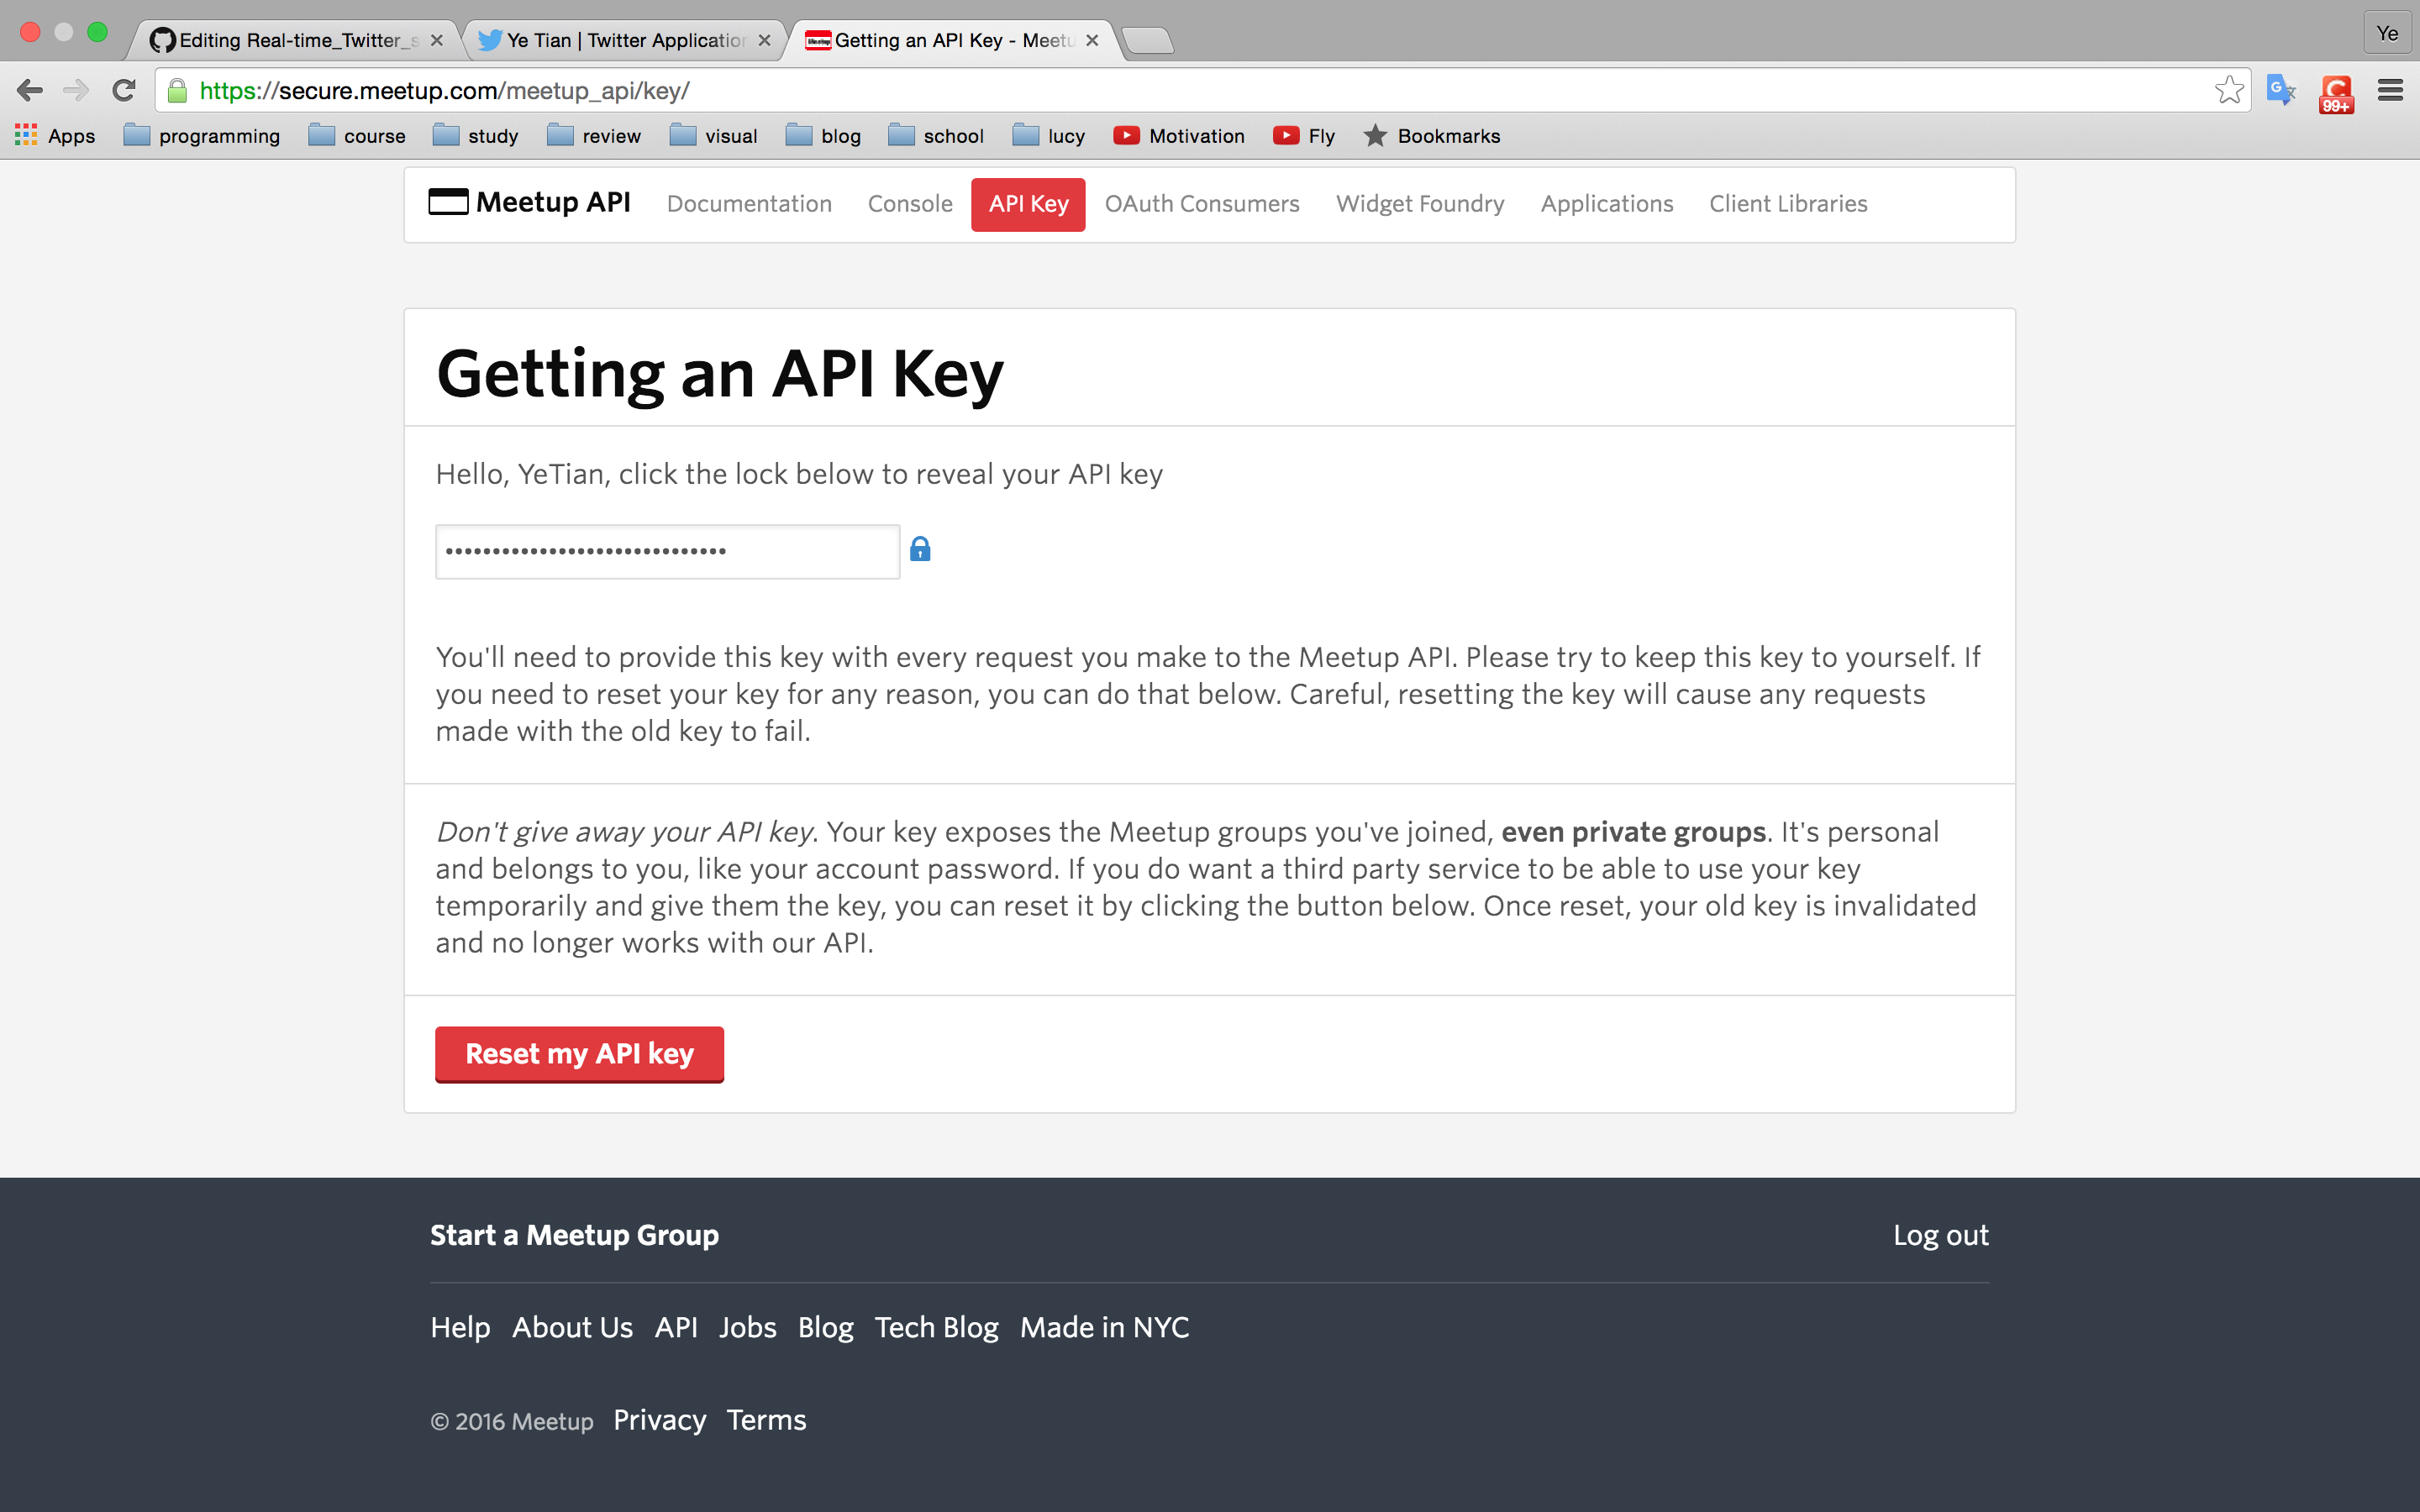 Editing Real-time_Twitter_s
Ye Tian | Twitter Application
Getting an API Key - Meetu
Ye
https://secure.meetup.com/meetup_api/key/
99+
Apps programming course study review visual blog school lucy Motivation Fly Bookmarks
Meetup API Documentation Console API Key OAuth Consumers Widget Foundry Applications Client Libraries
Getting an API Key
Hello, YeTian, click the lock below to reveal your API key
••••••••••••••••••••••••••••••
You'll need to provide this key with every request you make to the Meetup API. Please try to keep this key to yourself. If
you need to reset your key for any reason, you can do that below. Careful, resetting the key will cause any requests
made with the old key to fail.
Don't give away your API key. Your key exposes the Meetup groups you've joined, even private groups. It's personal
and belongs to you, like your account password. If you do want a third party service to be able to use your key
temporarily and give them the key, you can reset it by clicking the button below. Once reset, your old key is invalidated
and no longer works with our API.
Reset my API key
Start a Meetup Group Log out
Help About Us API Jobs Blog Tech Blog Made in NYC
© 2016 Meetup Privacy Terms